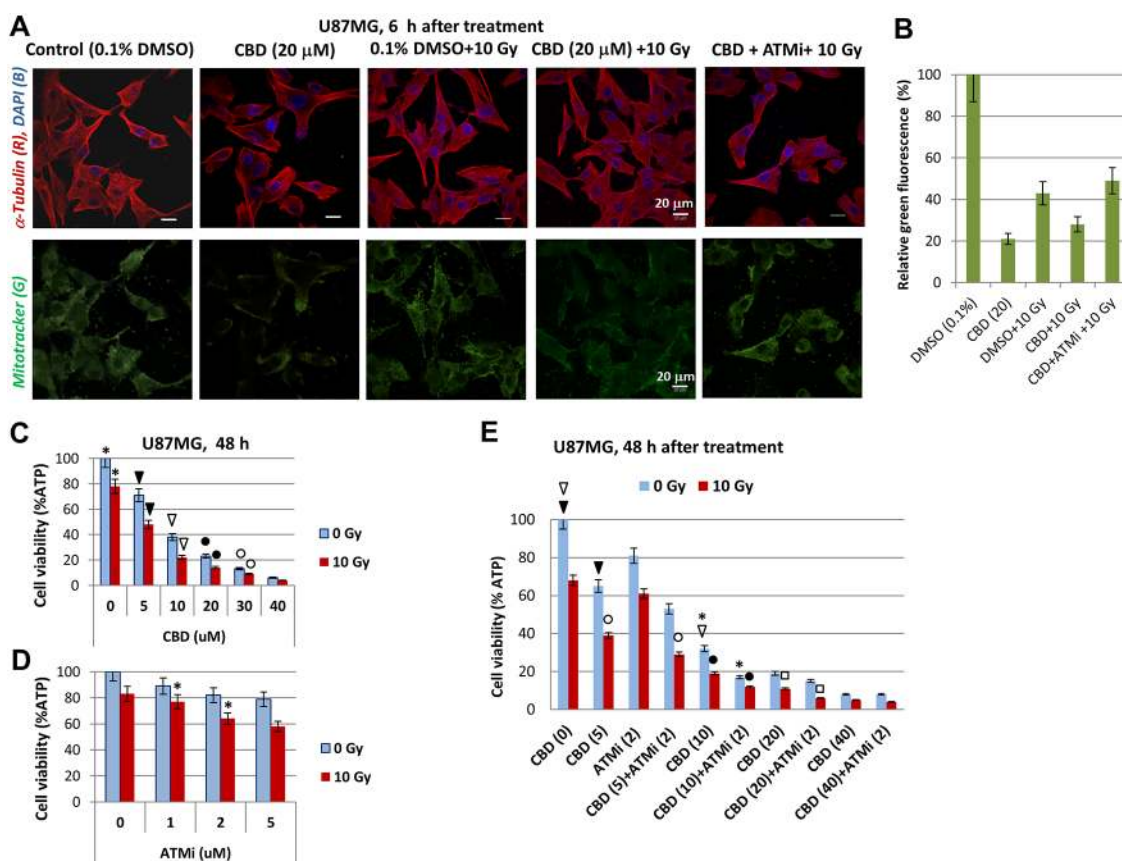 A
U87MG, 6 h after treatment
Control (0.1% DMSO)
CBD (20 μM)
0.1% DMSO+10 Gy
CBD (20 μM) +10 Gy
CBD + ATMi+ 10 Gy
α-Tubulin (R), DAPI (B)
20 μm
Mitotracker (G)
20 μm
B
Relative green fluorescence (%)
100
80
60
40
20
0
DMSO (0.1%)
CBD (20)
DMSO+10 Gy
CBD+10 Gy
CBD+ATMi +10 Gy
C
U87MG, 48 h
Cell viability (%ATP)
100
80
60
40
20
0
* *
0 Gy
10 Gy
0 5 10 20 30 40
CBD (uM)
D
Cell viability (%ATP)
100
80
60
40
20
0
* *
0 Gy
10 Gy
0 1 2 5
ATMi (uM)
E
U87MG, 48 h after treatment
0 Gy 10 Gy
Cell viability (% ATP)
100
80
60
40
20
0
* *
CBD (0)
CBD (5)
ATMi (2)
CBD (5)+ATMi (2)
CBD (10)
CBD (10)+ATMi (2)
CBD (20)
CBD (20)+ATMi (2)
CBD (40)
CBD (40)+ATMi (2)